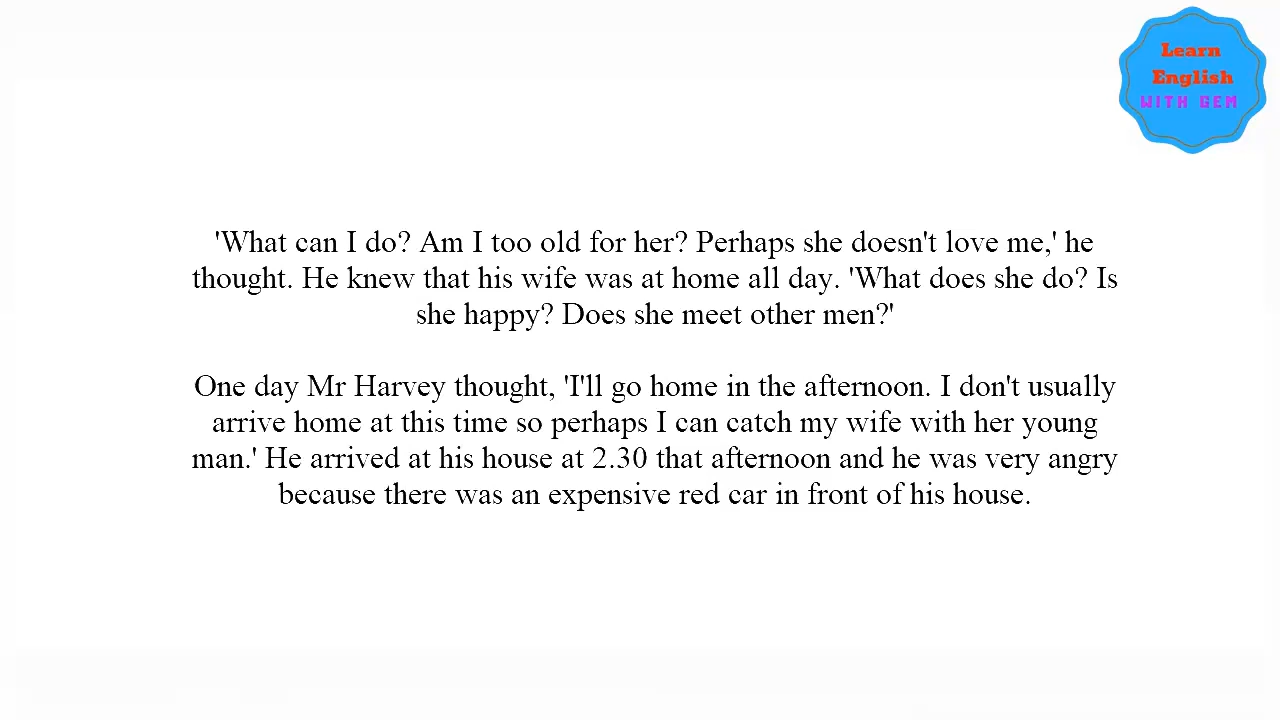 Learn
English
WITH GEM
'What can I do? Am I too old for her? Perhaps she doesn't love me,' he
thought. He knew that his wife was at home all day. 'What does she do? Is
she happy? Does she meet other men?'
One day Mr Harvey thought, 'I'll go home in the afternoon. I don't usually
arrive home at this time so perhaps I can catch my wife with her young
man.' He arrived at his house at 2.30 that afternoon and he was very angry
because there was an expensive red car in front of his house.